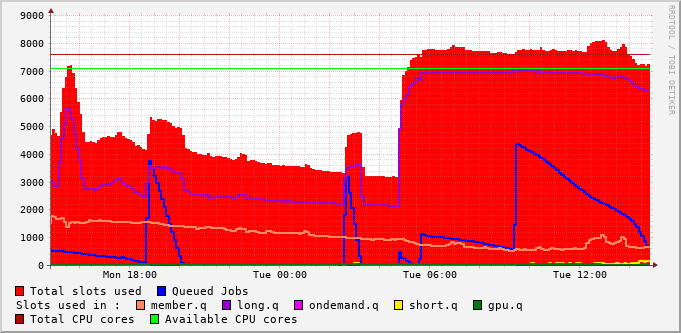 RRDTOOL / TOBI OETIKER
9000
8000
7000
6000
5000
4000
3000
2000
1000
0
Mon 18:00 Tue 00:00 Tue 06:00 Tue 12:00
Total slots used Queued Jobs
Slots used in : member.q long.q ondemand.q short.q gpu.q
Total CPU cores Available CPU cores